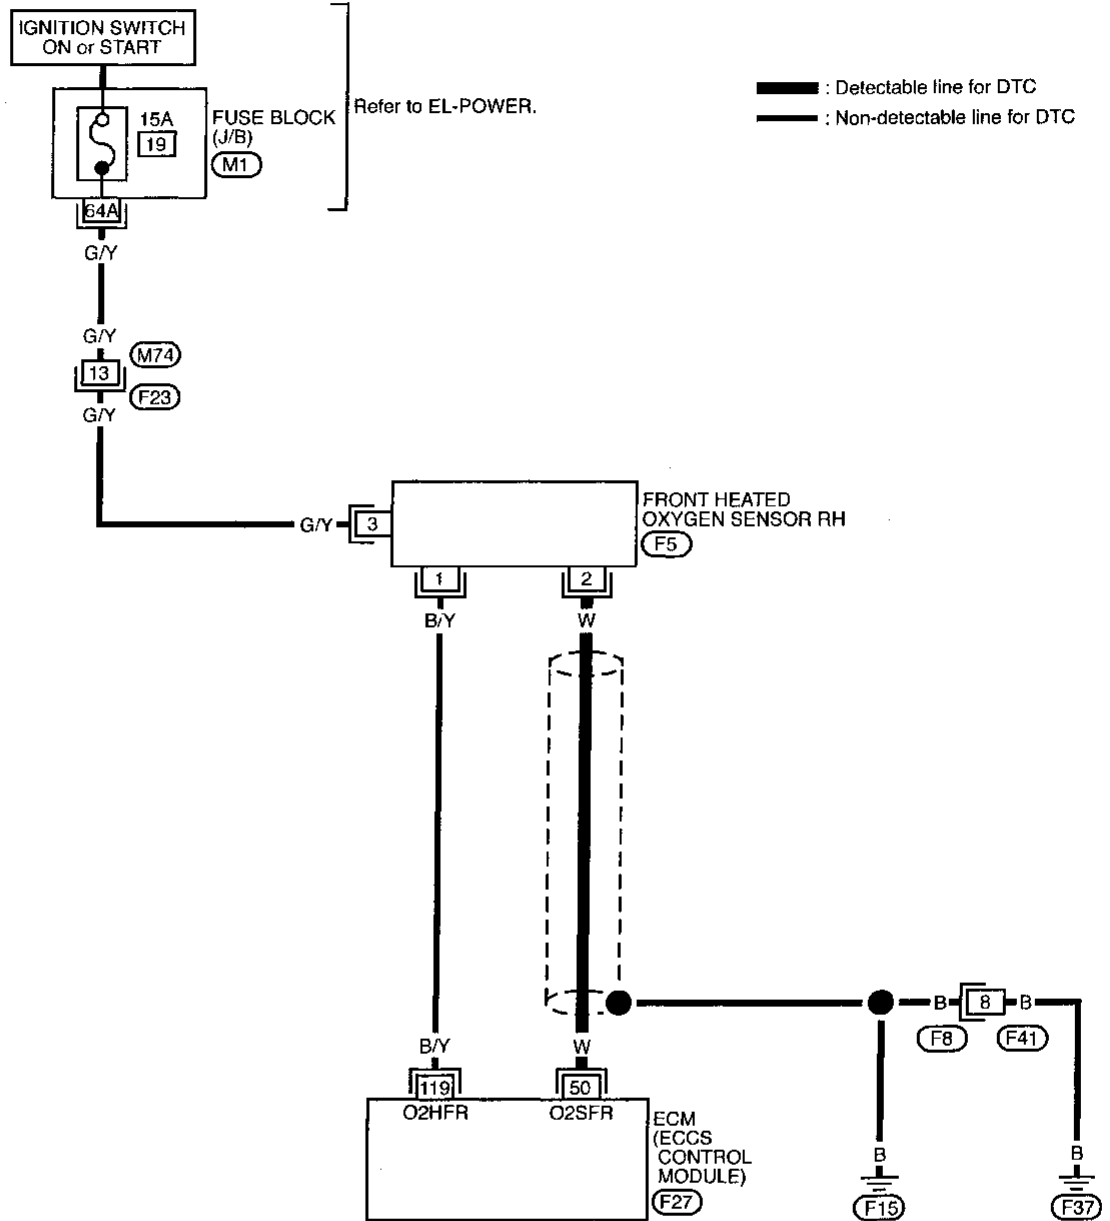 IGNITION SWITCH
ON or START
15A
19
FUSE BLOCK
(J/B)
M1
Refer to EL-POWER.
: Detectable line for DTC
: Non-detectable line for DTC
64A
G/Y
G/Y
13
M74
F23
G/Y
G/Y
3
FRONT HEATED
OXYGEN SENSOR RH
F5
1
2
B/Y
W
B
8
B
F8
F41
B/Y
W
119
50
O2HFR
O2SFR
ECM
(ECCS
CONTROL
MODULE)
F27
B
B
F15
F37